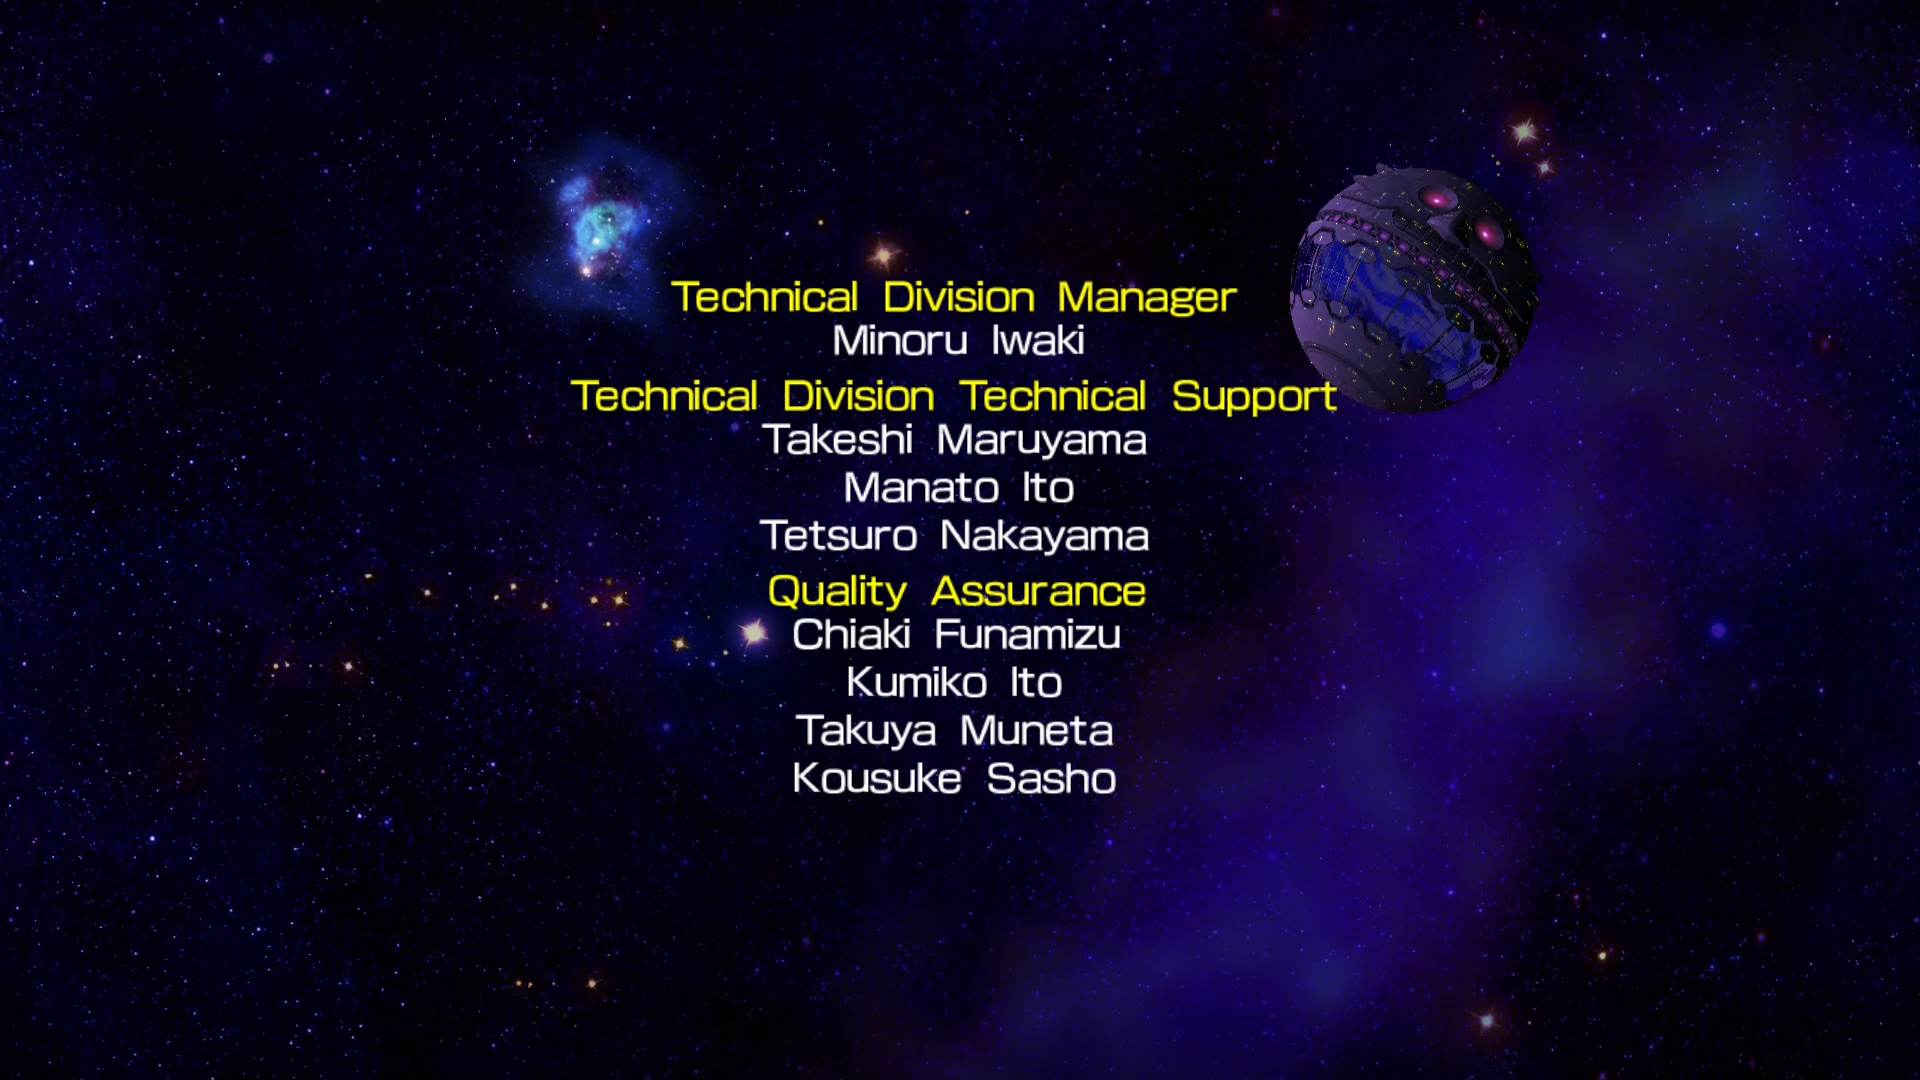 Technical Division Manager
Minoru Iwaki
Technical Division Technical Support
Takeshi Maruyama
Manato Ito
Tetsuro Nakayama
Quality Assurance
Chiaki Funamizu
Kumiko Ito
Takuya Muneta
Kousuke Sasho